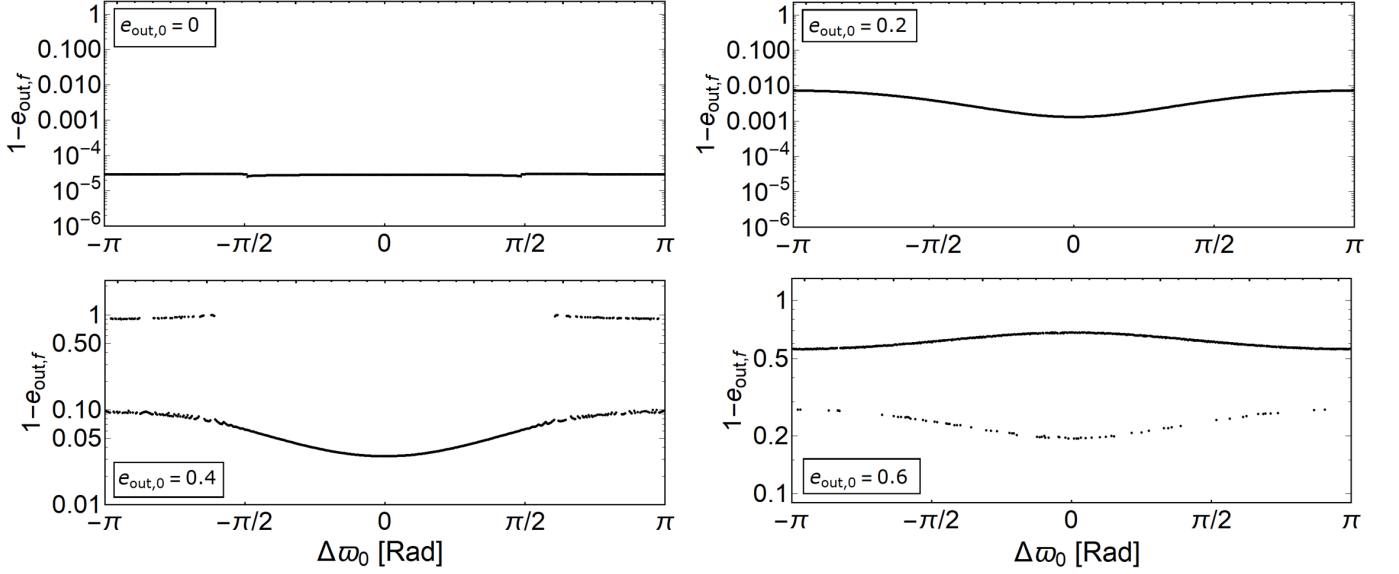 1
e_out,0 = 0
0.100
0.010
0.001
10^-4
10^-5
10^-6
1−e_out,f
−π −π/2 0 π/2 π
1
e_out,0 = 0.2
0.100
0.010
0.001
10^-4
10^-5
10^-6
1−e_out,f
−π −π/2 0 π/2 π
1
0.50
0.10
0.05
0.01
1−e_out,f
e_out,0 = 0.4
−π −π/2 0 π/2 π
Δϖ₀ [Rad]
1
0.5
0.2
0.1
1−e_out,f
e_out,0 = 0.6
−π −π/2 0 π/2 π
Δϖ₀ [Rad]